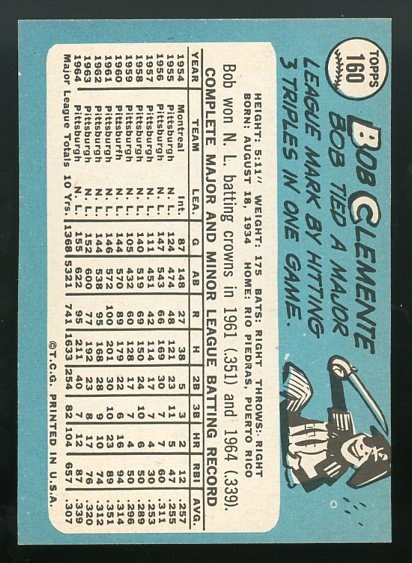 TOPPS
160
BOB CLEMENTE
BOB TIED A MAJOR
LEAGUE MARK BY HITTING
3 TRIPLES IN ONE GAME.
HEIGHT: 5:11" WEIGHT: 175 BATS: RIGHT THROWS: RIGHT
BORN: AUGUST 18, 1934 HOME: RIO PIEDRAS, PUERTO RICO
Bob won N. L. batting crowns in 1961 (.351) and 1964 (.339).
COMPLETE MAJOR AND MINOR LEAGUE BATTING RECORD
YEAR TEAM LEA. G AB R H 2B 3B HR RBI AVG.
1954 Montreal Int. 87 148 27 38 5 3 2 12 .257
1955 Pittsburgh N. L. 124 474 48 121 23 11 5 47 .255
1956 Pittsburgh N. L. 147 543 66 169 30 7 7 60 .311
1957 Pittsburgh N. L. 111 451 42 114 17 7 4 30 .253
1958 Pittsburgh N. L. 140 519 69 150 24 10 6 50 .289
1959 Pittsburgh N. L. 105 432 60 128 17 7 4 50 .296
1960 Pittsburgh N. L. 144 570 89 179 22 6 16 94 .314
1961 Pittsburgh N. L. 146 572 100 201 30 10 23 89 .351
1962 Pittsburgh N. L. 144 538 95 168 28 9 10 74 .312
1963 Pittsburgh N. L. 152 600 77 192 23 8 17 76 .320
1964 Pittsburgh N. L. 155 622 95 211 40 7 12 87 .339
Major League Totals 10 Yrs. 1368 5321 741 1633 254 82 104 657 .307
©T.C.G. PRINTED IN U.S.A.